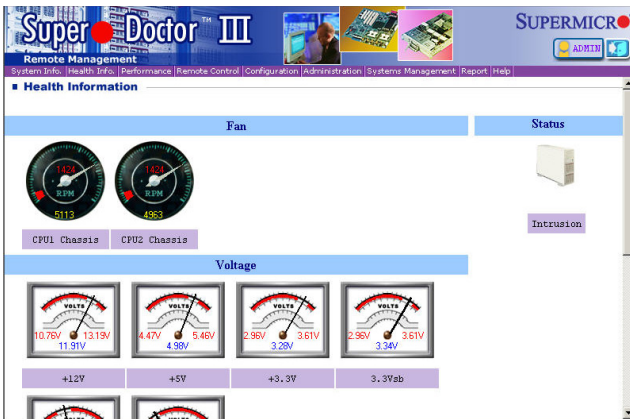 Super Doctor™ III
SUPERMICR
Remote Management
ADMIN
System Info. |Health Info. |Performance |Remote Control |Configuration |Administration |Systems Management |Report |Help|
Health Information
Fan
Status
1424
RPM
5113
1424
RPM
4963
CPU1 Chassis
CPU2 Chassis
Intrusion
Voltage
VOLTS
10.76V 13.19V
11.91V
VOLTS
4.47V 5.46V
4.98V
VOLTS
2.96V 3.61V
3.28V
VOLTS
2.96V 3.61V
3.34V
+12V
+5V
+3.3V
3.3Vsb